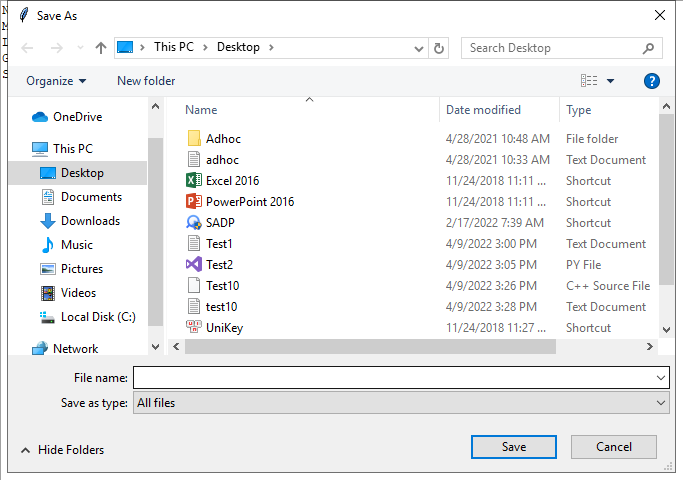 Save As
This PC > Desktop >
Search Desktop
Organize
New folder
Name Date modified Type
OneDrive
This PC
Desktop
Documents
Downloads
Music
Pictures
Videos
Local Disk (C:)
Network
Adhoc 4/28/2021 10:48 AM File folder
adhoc 4/28/2021 10:33 AM Text Document
Excel 2016 11/24/2018 11:11 ... Shortcut
PowerPoint 2016 11/24/2018 11:11 ... Shortcut
SADP 2/17/2022 7:39 AM Shortcut
Test1 4/9/2022 3:00 PM Text Document
Test2 4/9/2022 3:05 PM PY File
Test10 4/9/2022 3:26 PM C++ Source File
test10 4/9/2022 3:28 PM Text Document
UniKey 11/24/2018 11:27 ... Shortcut
File name:
Save as type: All files
Hide Folders
Save
Cancel